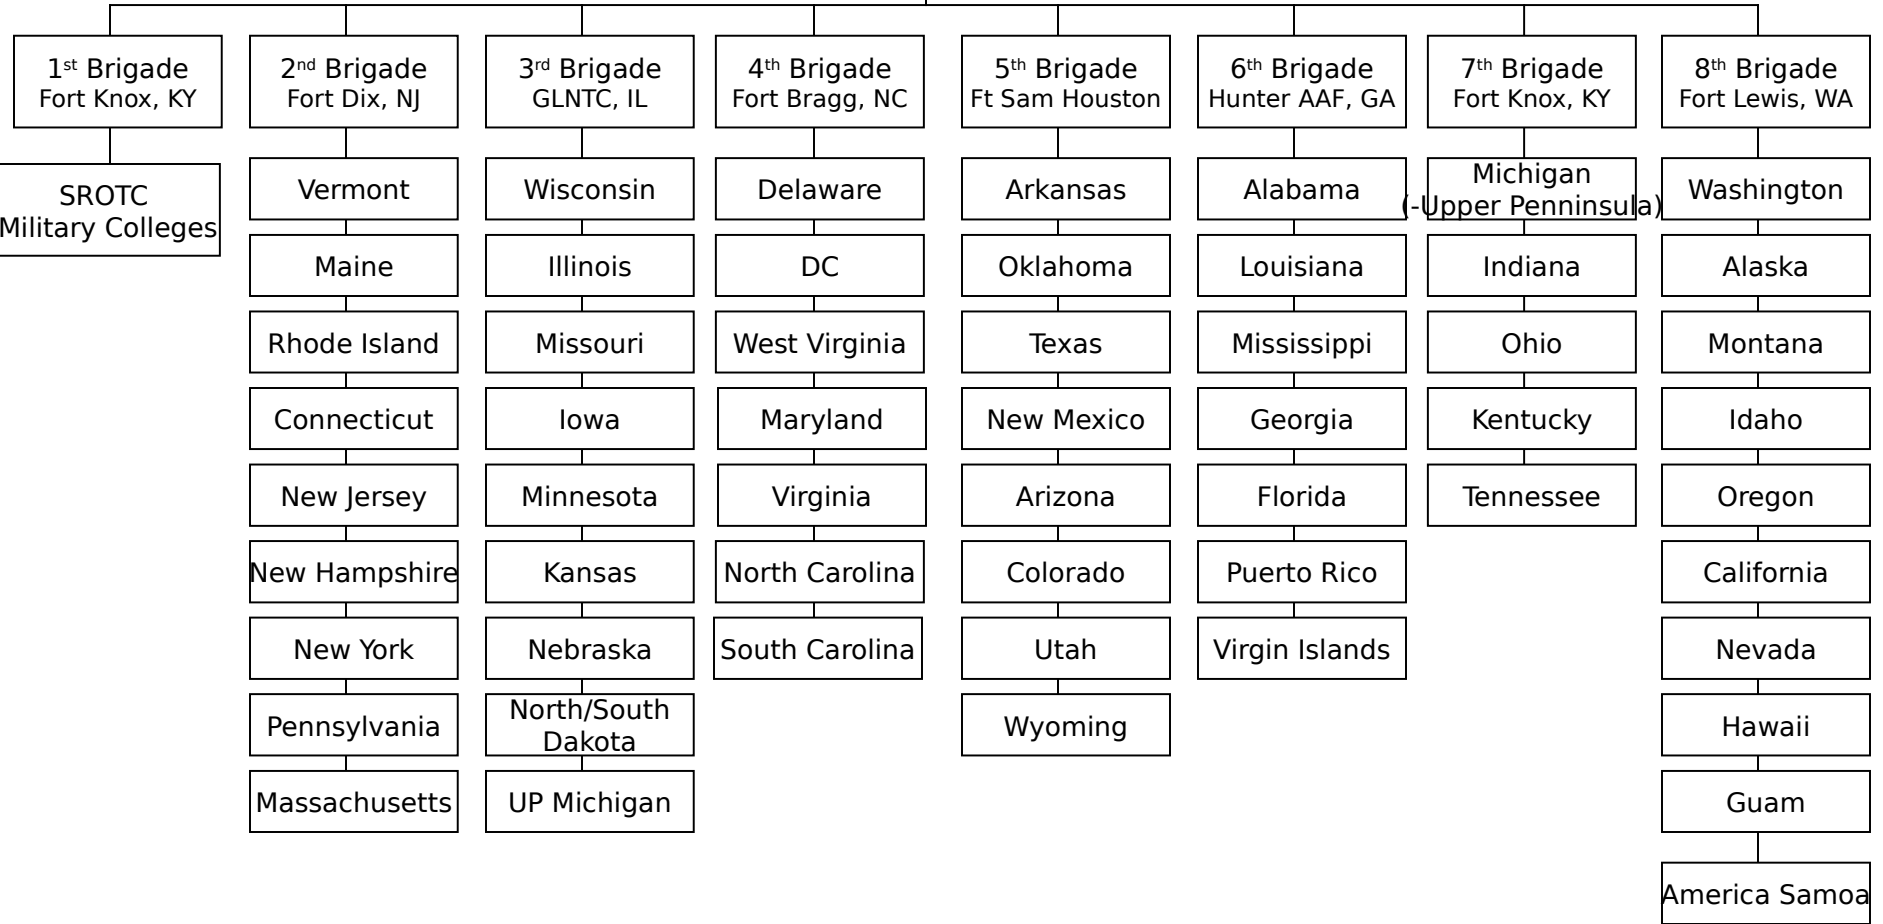 1st Brigade
Fort Knox, KY
SROTC
Military Colleges
2nd Brigade
Fort Dix, NJ
Vermont
Maine
Rhode Island
Connecticut
New Jersey
New Hampshire
New York
Pennsylvania
Massachusetts
3rd Brigade
GLNTC, IL
Wisconsin
Illinois
Missouri
Iowa
Minnesota
Kansas
Nebraska
North/South
Dakota
UP Michigan
4th Brigade
Fort Bragg, NC
Delaware
DC
West Virginia
Maryland
Virginia
North Carolina
South Carolina
5th Brigade
Ft Sam Houston
Arkansas
Oklahoma
Texas
New Mexico
Arizona
Colorado
Utah
Wyoming
6th Brigade
Hunter AAF, GA
Alabama
Louisiana
Mississippi
Georgia
Florida
Puerto Rico
Virgin Islands
7th Brigade
Fort Knox, KY
Michigan
(-Upper Penninsula)
Indiana
Ohio
Kentucky
Tennessee
8th Brigade
Fort Lewis, WA
Washington
Alaska
Montana
Idaho
Oregon
California
Nevada
Hawaii
Guam
America Samoa